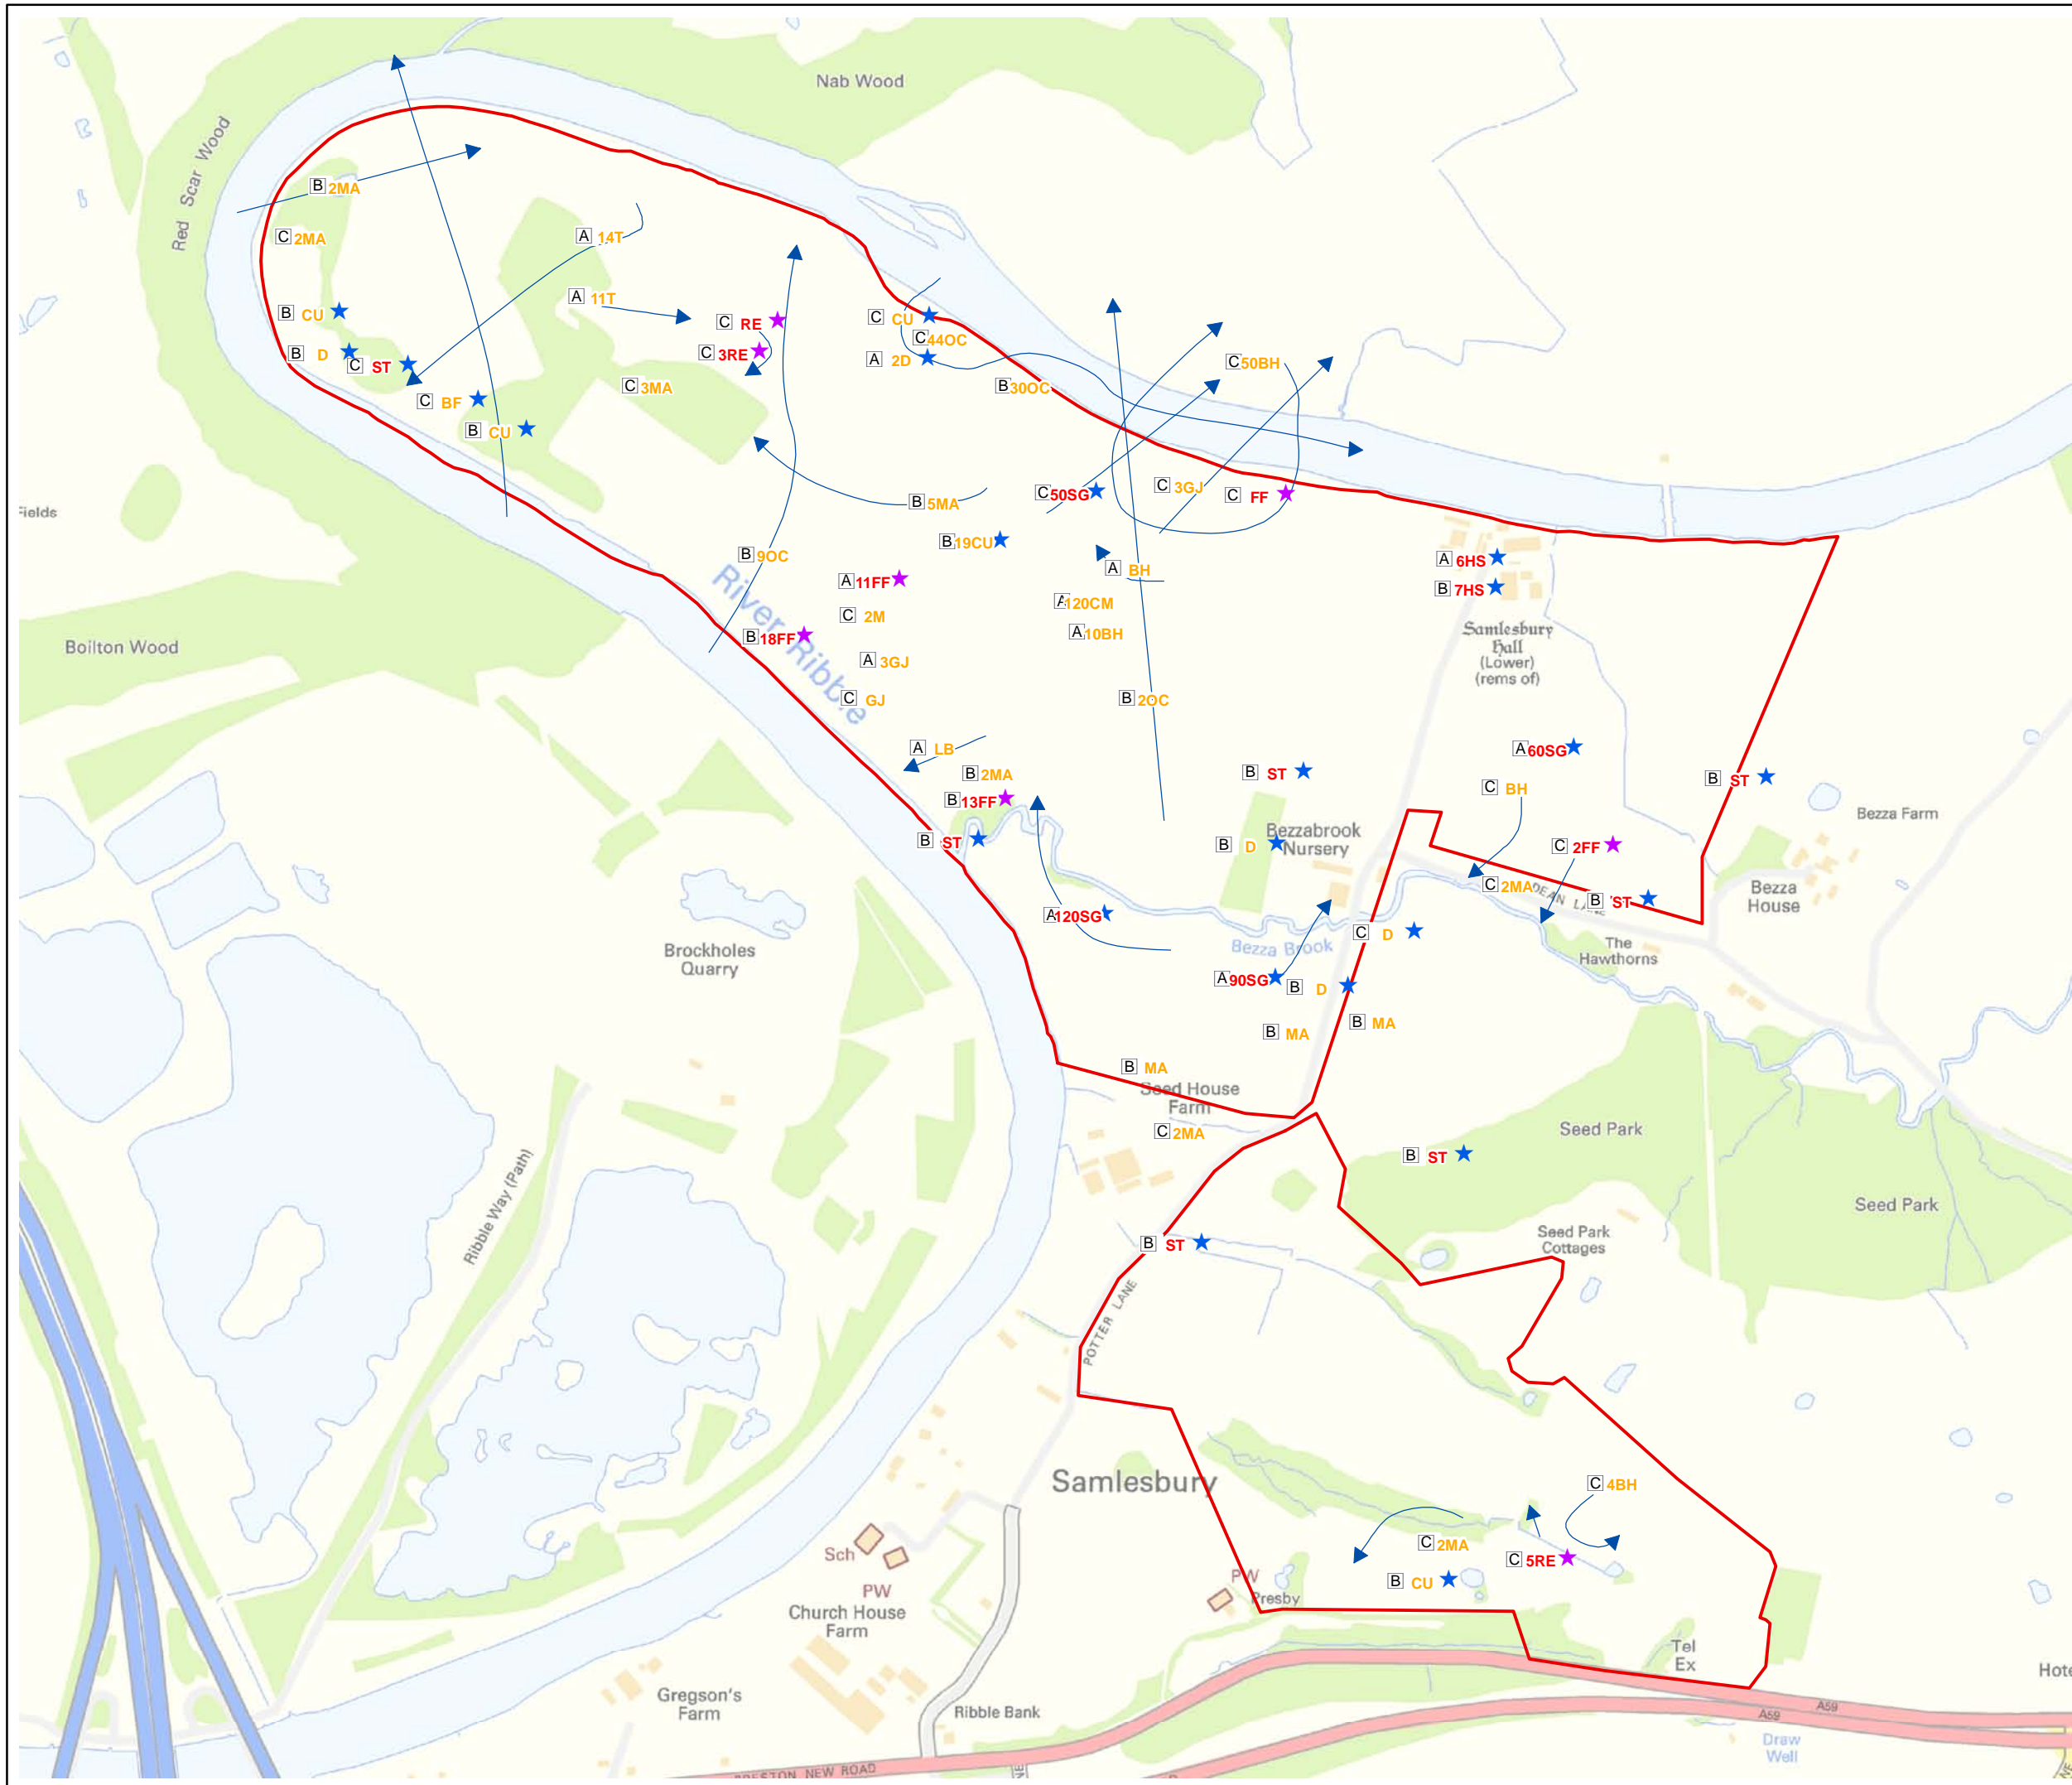 Nab Wood
Red Scar Wood
B 2MA
C 2MA
A 14T
A 11T
B CU
C RE
C CU
C 44OC
B D
C ST
C 3RE
A 2D
C 50BH
C 3MA
B 30OC
C BF
B CU
C 50SG
C 3GJ
C FF
B 5MA
Fields
B 19CU
B 9OC
A 6HS
A BH
A 11FF
B 7HS
A 120CM
C 2M
River Ribble
B 18FF
A 10BH
Samlesbury
Hall
(Lower)
(rems of)
Boilton Wood
A 3GJ
C GJ
B 2OC
A LB
A 60SG
B 2MA
B ST
B ST
C BH
B 13FF
Bezza Farm
B ST
B D
Bezzabrook
Nursery
C 2FF
C 2MA
DEAN LANE
B ST
Bezza
House
A 120SG
C D
Bezza Brook
The
Hawthorns
Brockholes
Quarry
A 90SG
B D
B MA
B MA
B MA
Seed House
Farm
C 2MA
Seed Park
B ST
Ribble Way (Path)
Seed Park
B ST
Seed Park
Cottages
POTTER LANE
Samlesbury
C 4BH
C 2MA
C 5RE
Sch
B CU
PW
Presby
PW
Church House
Farm
Tel
Ex
Hote
Gregson's
Farm
Ribble Bank
A59
A59
Draw
Well
PRESTON NEW ROAD